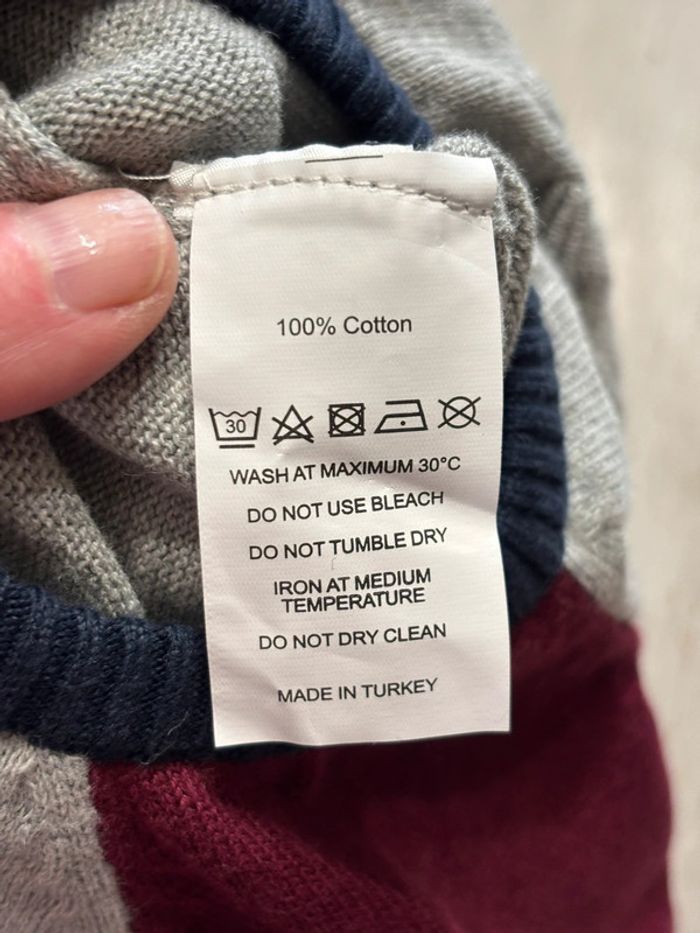 100% Cotton
30
WASH AT MAXIMUM 30°C
DO NOT USE BLEACH
DO NOT TUMBLE DRY
IRON AT MEDIUM
TEMPERATURE
DO NOT DRY CLEAN
MADE IN TURKEY